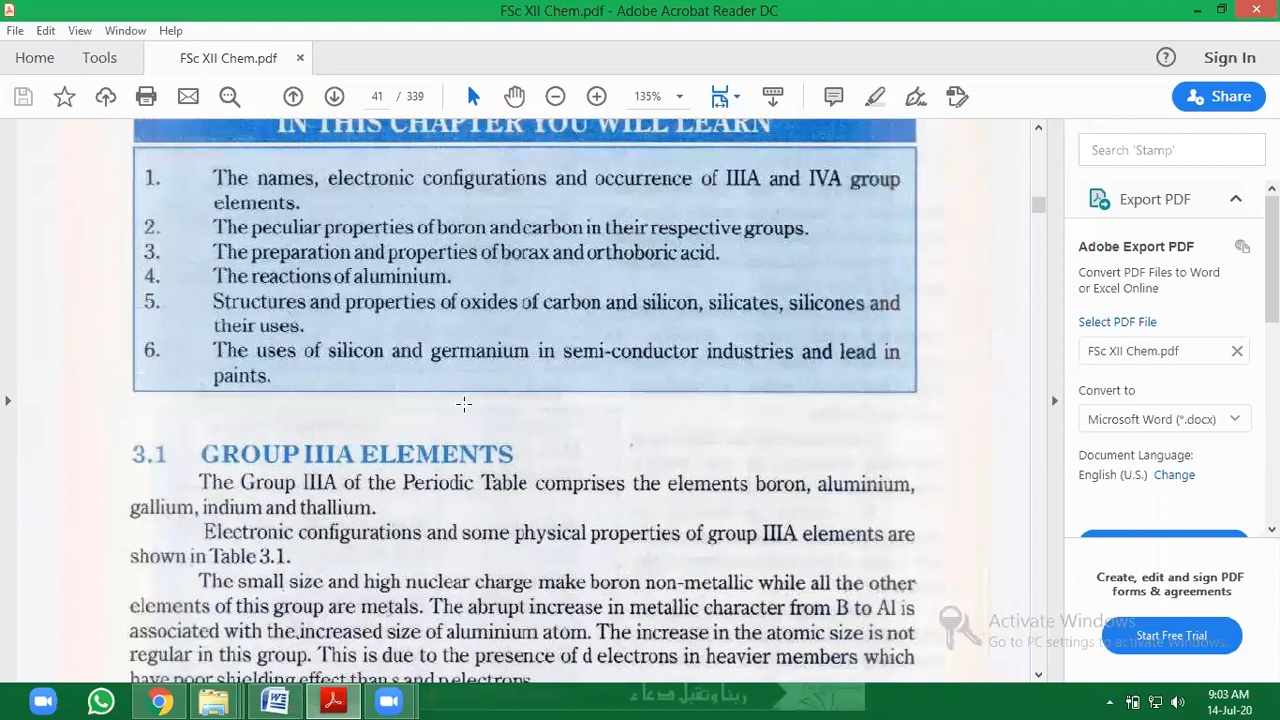 FSc XII Chem.pdf - Adobe Acrobat Reader DC
File Edit View Window Help
Home Tools FSc XII Chem.pdf × Sign In
41 / 339 135% Share
IN THIS CHAPTER YOU WILL LEARN
1. The names, electronic configurations and occurrence of IIIA and IVA group
elements.
2. The peculiar properties of boron and carbon in their respective groups.
3. The preparation and properties of borax and orthoboric acid.
4. The reactions of aluminium.
5. Structures and properties of oxides of carbon and silicon, silicates, silicones and
their uses.
6. The uses of silicon and germanium in semi-conductor industries and lead in
paints.
3.1 GROUP IIIA ELEMENTS
The Group IIIA of the Periodic Table comprises the elements boron, aluminium,
gallium, indium and thallium.
Electronic configurations and some physical properties of group IIIA elements are
shown in Table 3.1.
The small size and high nuclear charge make boron non-metallic while all the other
elements of this group are metals. The abrupt increase in metallic character from B to Al is
associated with the increased size of aluminium atom. The increase in the atomic size is not
regular in this group. This is due to the presence of d electrons in heavier members which
have poor shielding effect than s and p electrons.
Search 'Stamp'
Export PDF
Adobe Export PDF
Convert PDF Files to Word
or Excel Online
Select PDF File
FSc XII Chem.pdf
Convert to
Microsoft Word (*.docx)
Document Language:
English (U.S.) Change
Create, edit and sign PDF
forms & agreements
Start Free Trial
Activate Windows
Go to PC settings to activate Windows.
ربنا وتقبل دعاء
9:03 AM
14-Jul-20